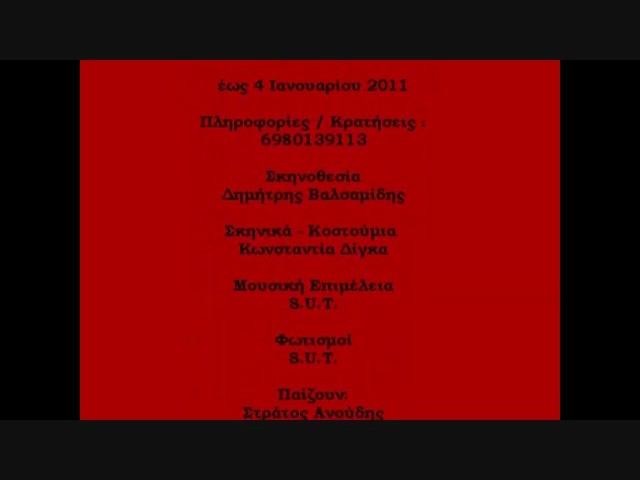 έως 4 Ιανουαρίου 2011
Πληροφορίες / Κρατήσεις :
6980139113
Σκηνοθεσία
Δημήτρης Βαλσαμίδης
Σκηνικά - Κοστούμια
Κωνσταντία Δίγκα
Μουσική Επιμέλεια
S.U.T.
Φωτισμοί
S.U.T.
Παίζουν:
Στράτος Ανούδης